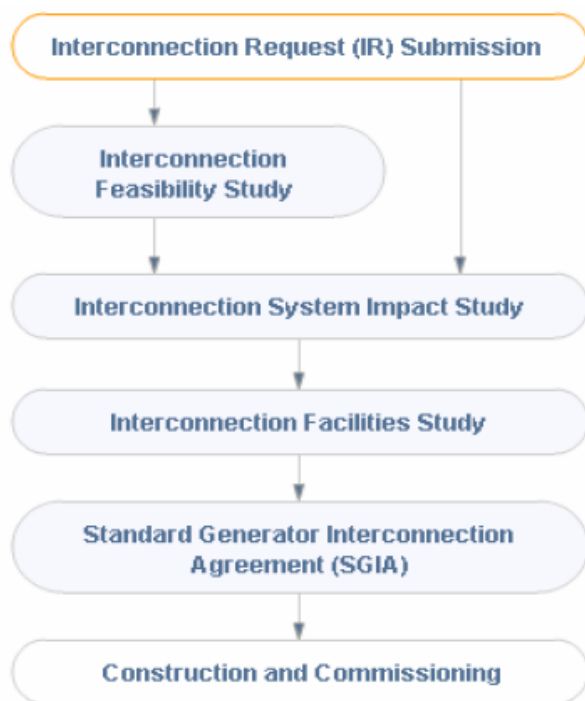 Interconnection Request (IR) Submission
Interconnection
Feasibility Study
Interconnection System Impact Study
Interconnection Facilities Study
Standard Generator Interconnection
Agreement (SGIA)
Construction and Commissioning